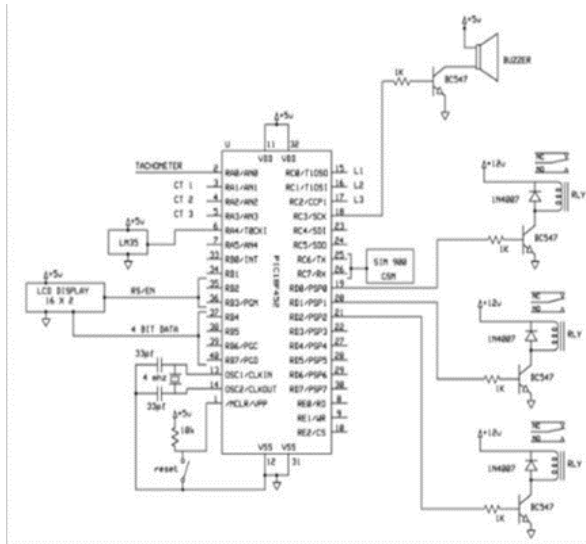 +5v
BUZZER
1K
BC547
+5v
U
11
32
VDD
VDD
TACHOMETER
2
RA0/AN0
RC0/T1OSO
15
L1
CT 1
3
RA1/AN1
RC1/T1OSI
16
L2
CT 2
4
RA2/AN2
RC2/CCP1
17
L3
CT 3
5
RA3/AN3
RC3/SCK
18
6
RA4/T0CKI
RC4/SDI
23
7
RA5/AN4
RC5/SDO
24
33
RB0/INT
RC6/TX
25
34
RB1
RC7/RX
26
35
RB2
RD0/PSP0
19
36
RB3/PGM
RD1/PSP1
20
37
RB4
RD2/PSP2
21
38
RB5
RD3/PSP3
22
39
RB6/PGC
RD4/PSP4
27
40
RB7/PGD
RD5/PSP5
28
13
OSC1/CLKIN
RD6/PSP6
29
14
OSC2/CLKOUT
RD7/PSP7
30
1
/MCLR/VPP
RE0/RD
8
RE1/WR
9
RE2/CS
10
VSS
VSS
12
31
PIC18F452
+5v
LM35
+5v
LCD DISPLAY
16 X 2
RS/EN
4 BIT DATA
33pf
4 mhz
33pf
+5v
10k
reset
SIM 900
GSM
+12v
NC
NO
1N4007
RLY
1K
BC547
+12v
NC
NO
1N4007
RLY
1K
BC547
+12v
NC
NO
1N4007
RLY
1K
BC547